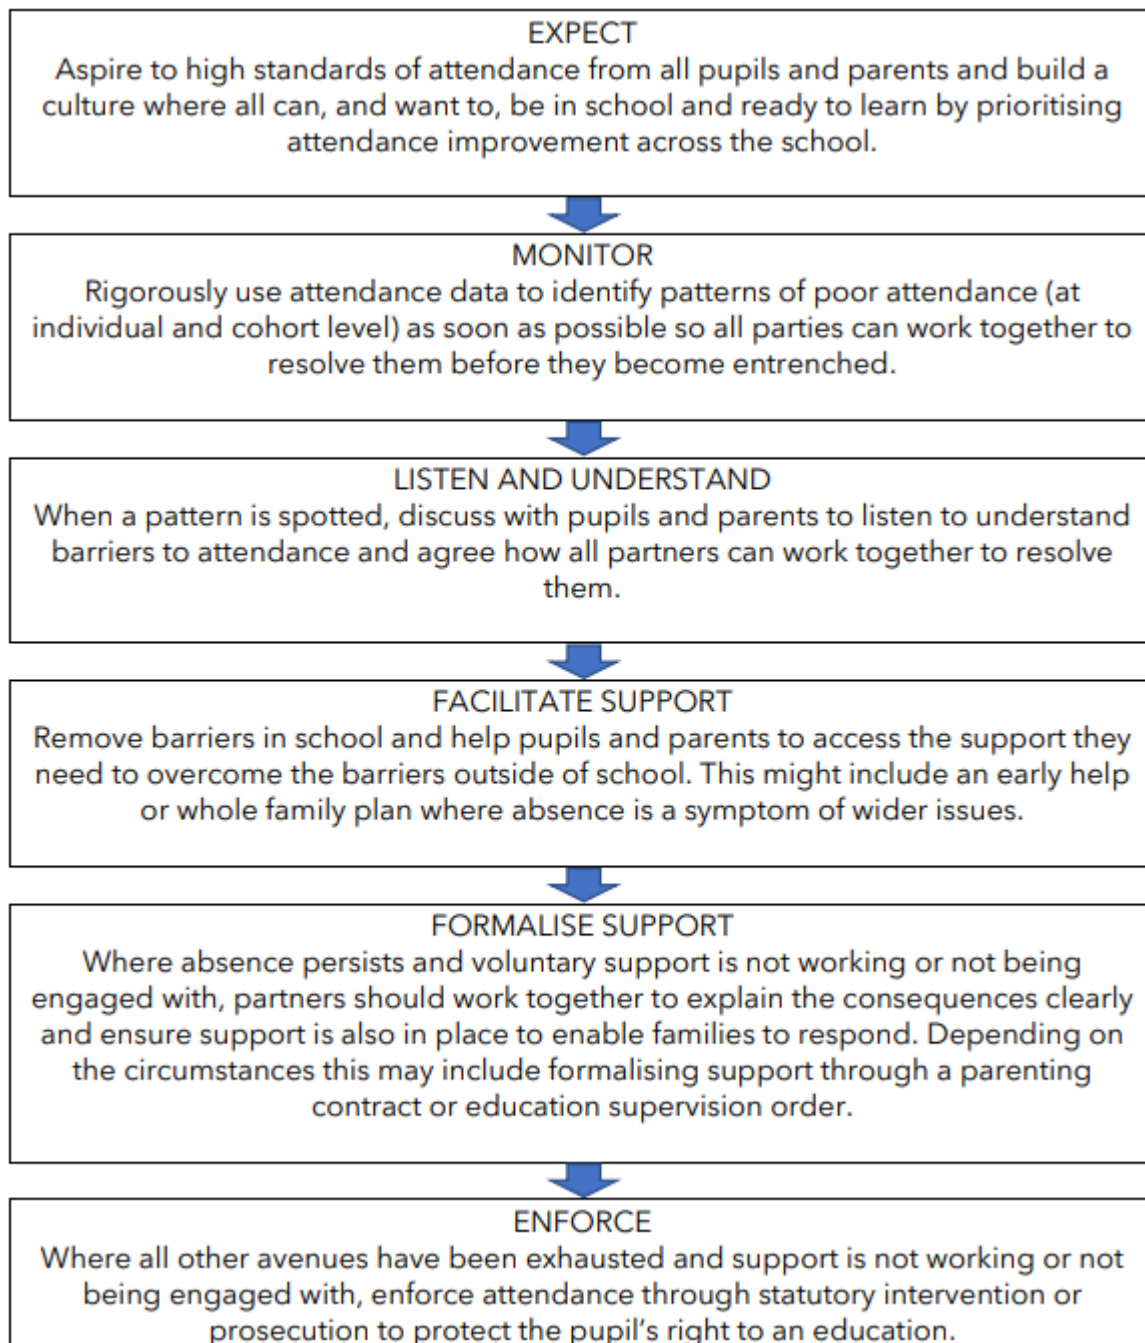 EXPECT
Aspire to high standards of attendance from all pupils and parents and build a
culture where all can, and want to, be in school and ready to learn by prioritising
attendance improvement across the school.
MONITOR
Rigorously use attendance data to identify patterns of poor attendance (at
individual and cohort level) as soon as possible so all parties can work together to
resolve them before they become entrenched.
LISTEN AND UNDERSTAND
When a pattern is spotted, discuss with pupils and parents to listen to understand
barriers to attendance and agree how all partners can work together to resolve
them.
FACILITATE SUPPORT
Remove barriers in school and help pupils and parents to access the support they
need to overcome the barriers outside of school. This might include an early help
or whole family plan where absence is a symptom of wider issues.
FORMALISE SUPPORT
Where absence persists and voluntary support is not working or not being
engaged with, partners should work together to explain the consequences clearly
and ensure support is also in place to enable families to respond. Depending on
the circumstances this may include formalising support through a parenting
contract or education supervision order.
ENFORCE
Where all other avenues have been exhausted and support is not working or not
being engaged with, enforce attendance through statutory intervention or
prosecution to protect the pupil's right to an education.